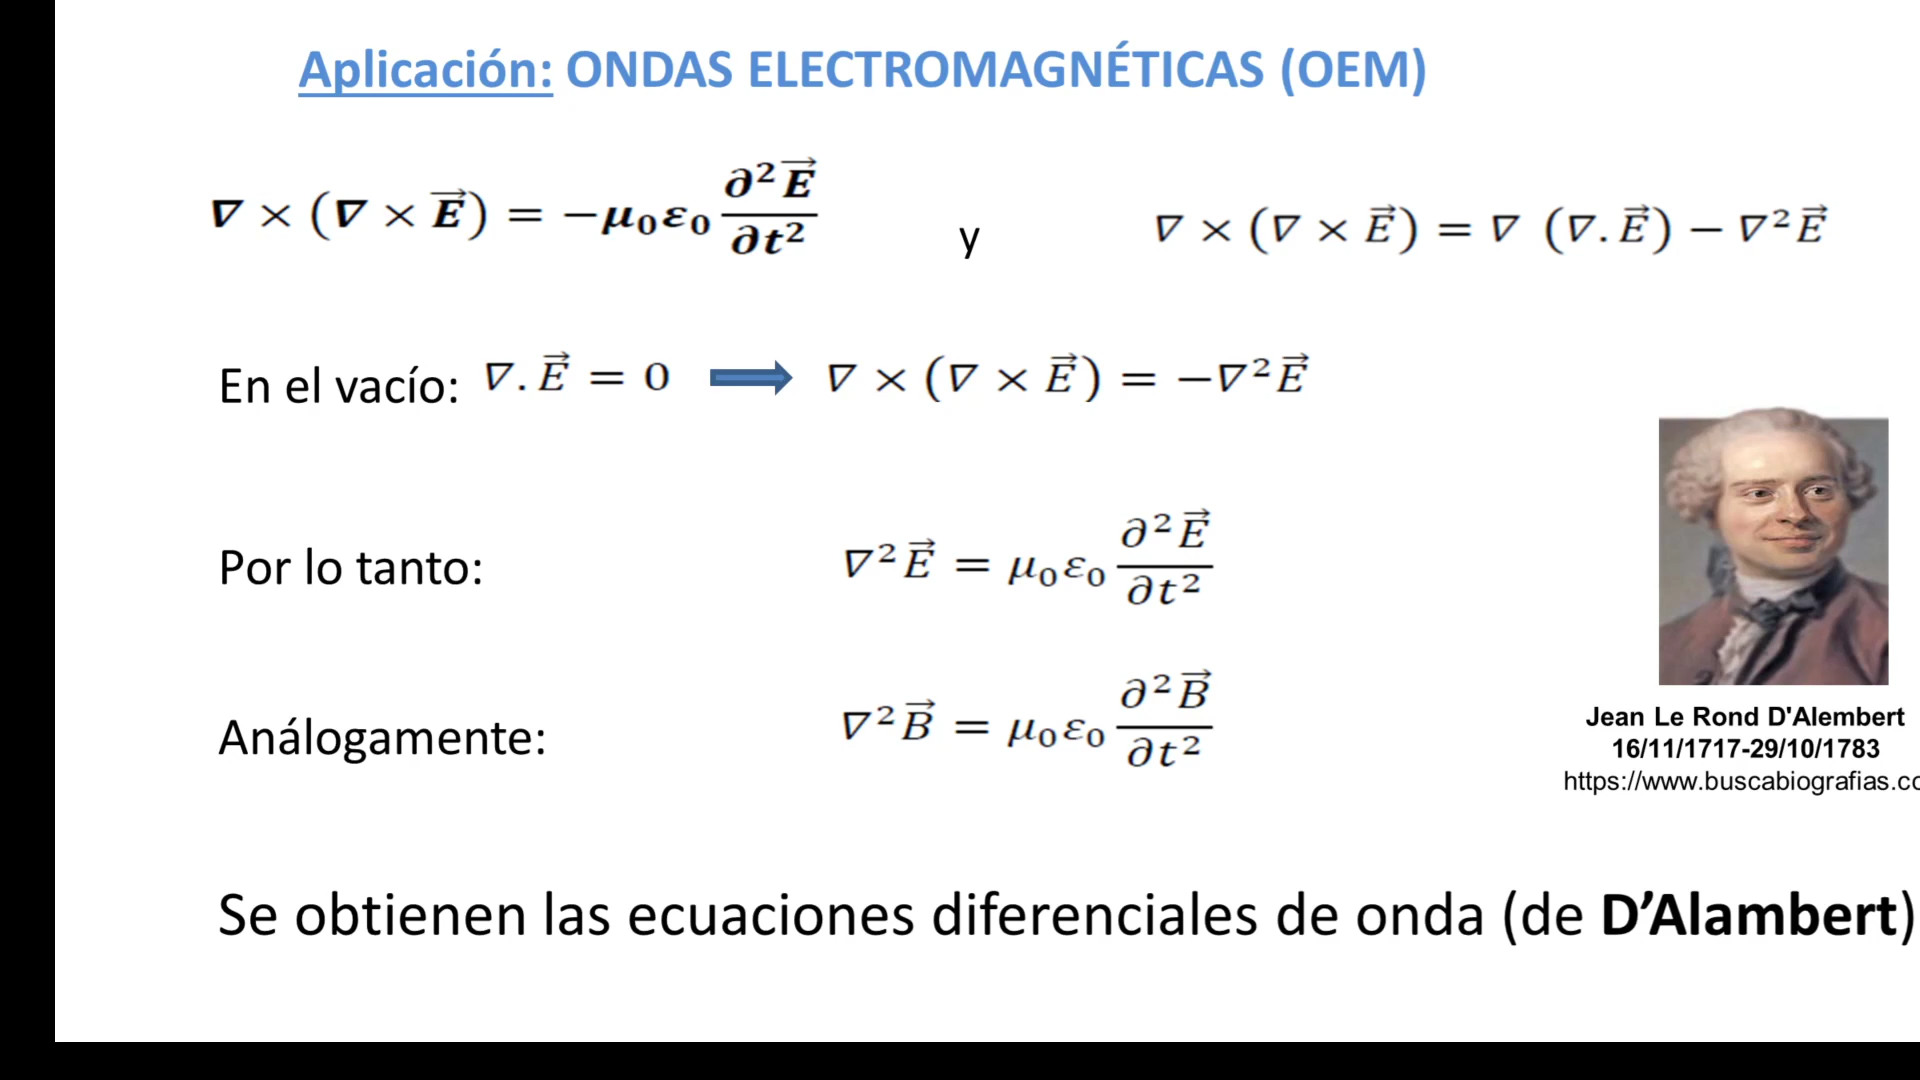 Aplicación: ONDAS ELECTROMAGNÉTICAS (OEM)
∇ × (∇ × E⃗) = −μ₀ε₀ ∂²E⃗/∂t² y ∇ × (∇ × E⃗) = ∇ (∇. E⃗) − ∇²E⃗
En el vacío: ∇. E⃗ = 0 ➡ ∇ × (∇ × E⃗) = −∇²E⃗
Por lo tanto: ∇²E⃗ = μ₀ε₀ ∂²E⃗/∂t²
Análogamente: ∇²B⃗ = μ₀ε₀ ∂²B⃗/∂t²
Jean Le Rond D'Alembert
16/11/1717-29/10/1783
https://www.buscabiografias.co
Se obtienen las ecuaciones diferenciales de onda (de D’Alambert)